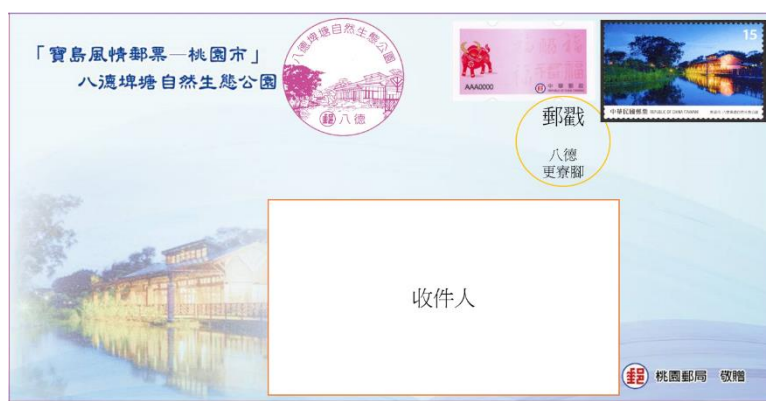 「寶島風情郵票—桃園市」
八德埤塘自然生態公園
八德埤塘自然生態公園
郵 八德
AAA0000
中華郵政
15
中華民國郵票 REPUBLIC OF CHINA (TAIWAN)
郵戳
八德
更寮腳
收件人
桃園郵局 敬贈